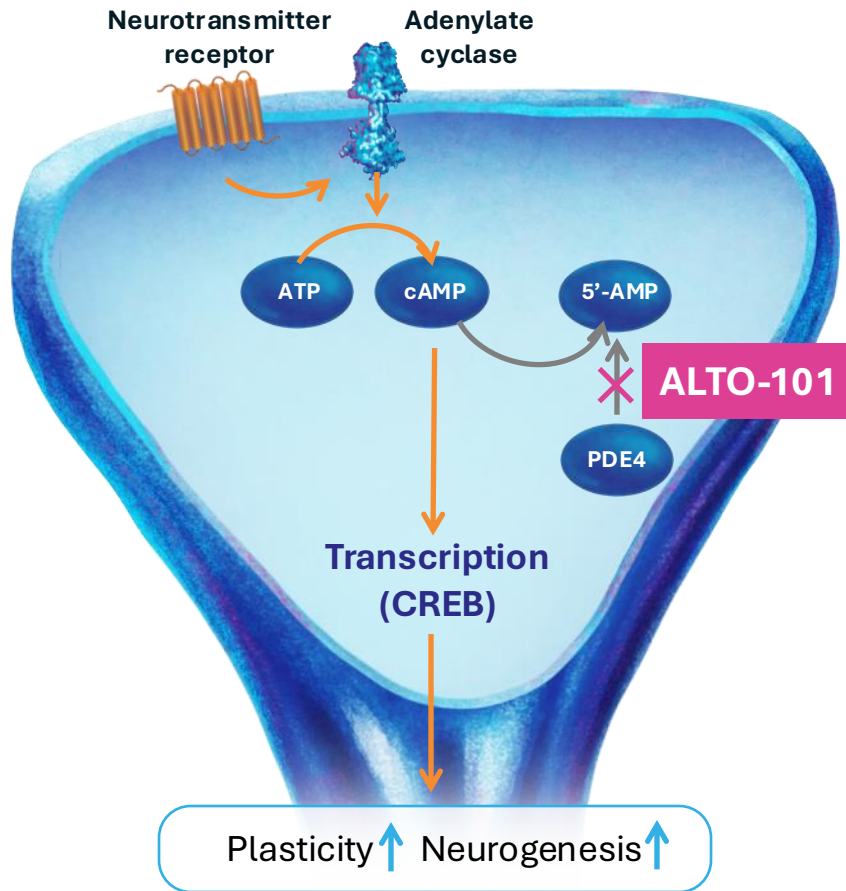 Neurotransmitter
receptor
Adenylate
cyclase
ATP
cAMP
5’-AMP
ALTO-101
PDE4
Transcription
(CREB)
Plasticity Neurogenesis